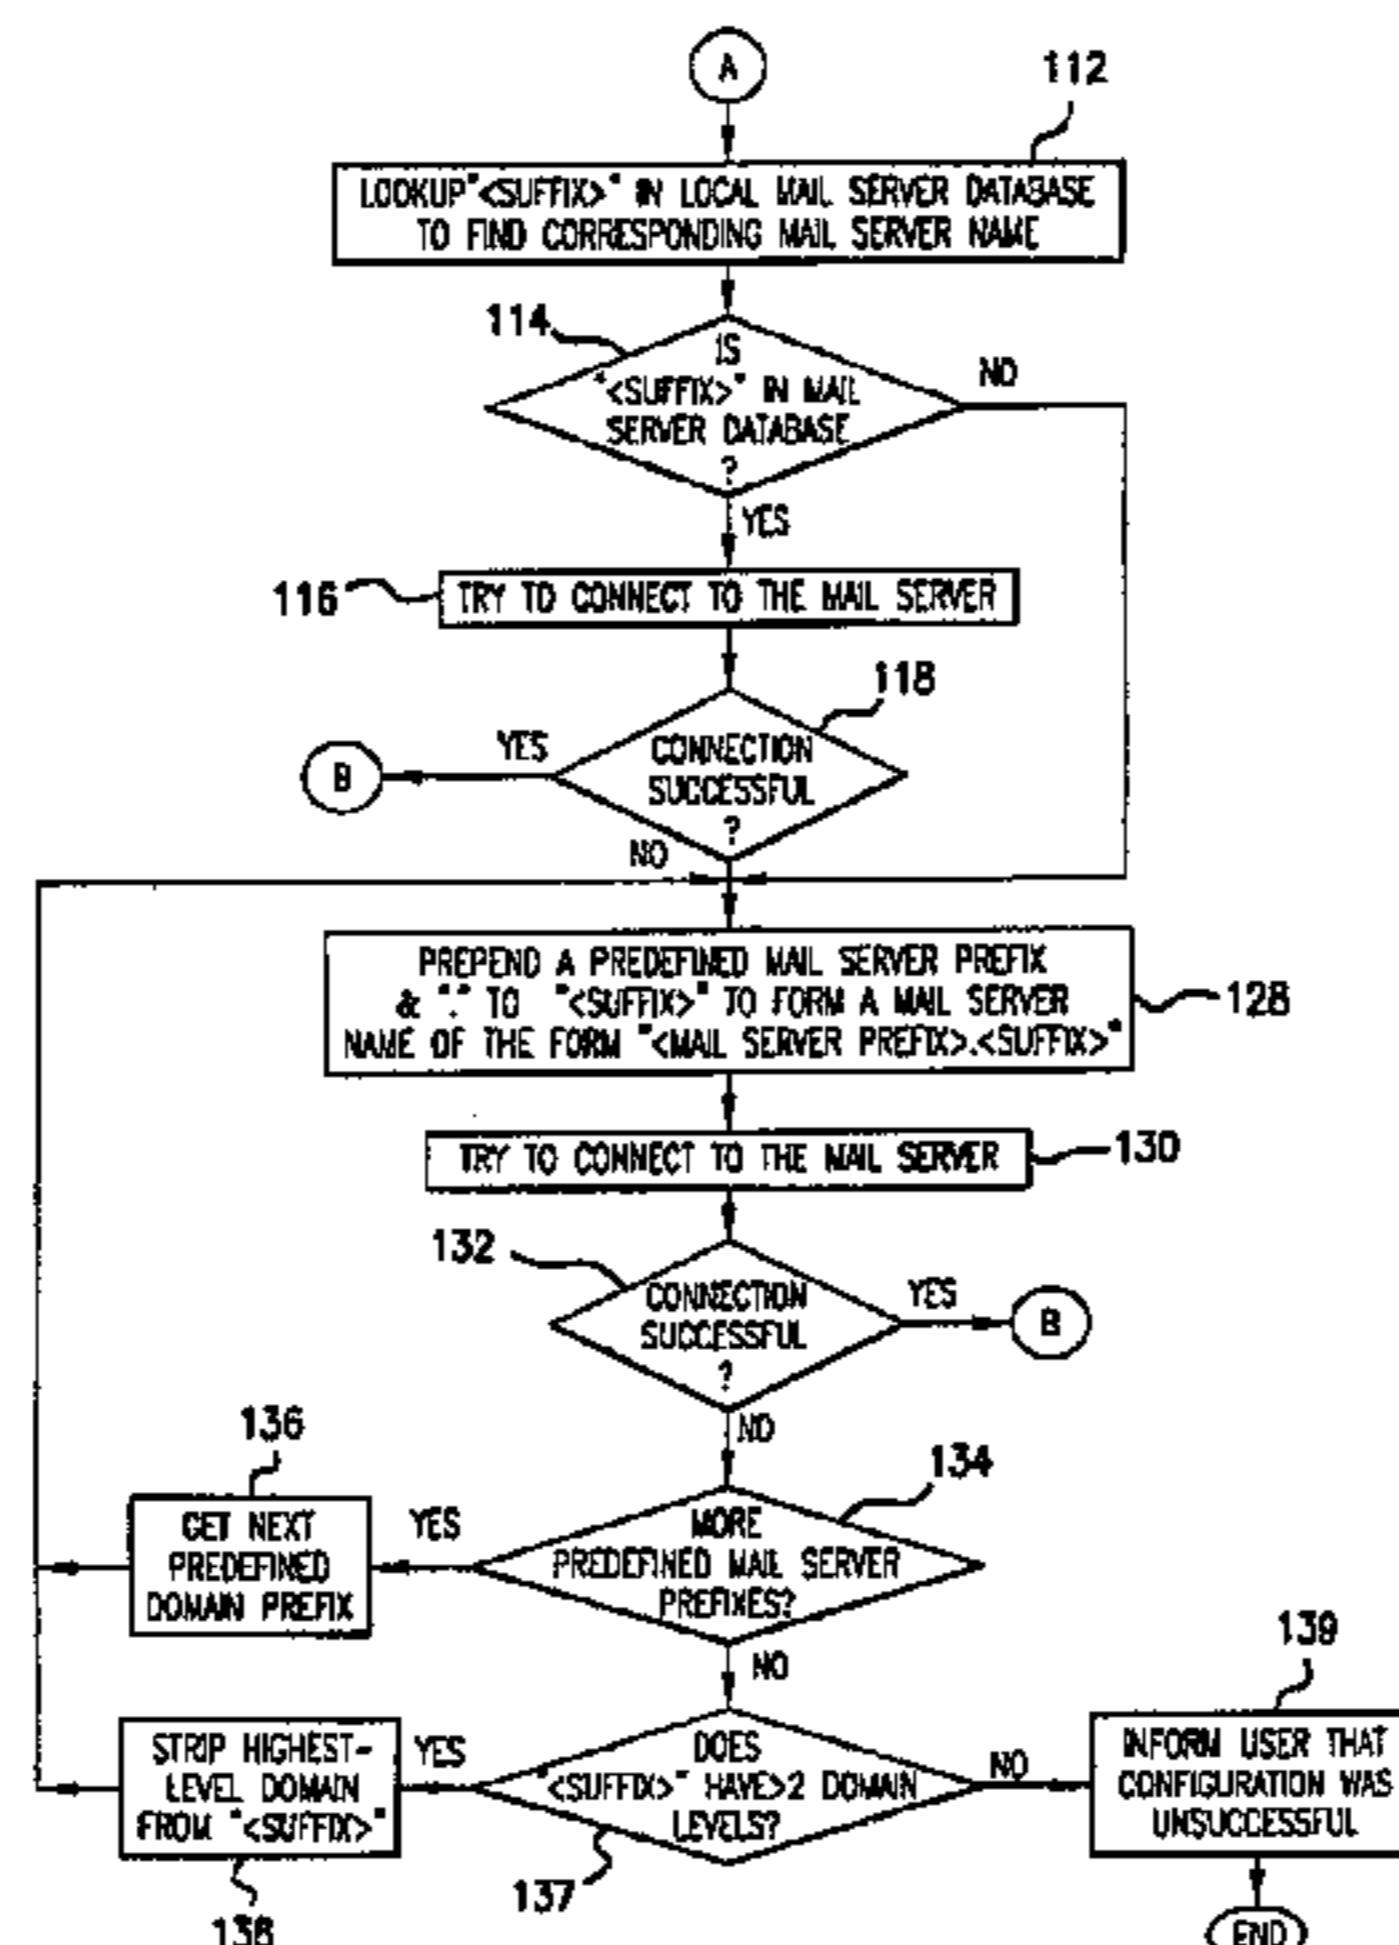 A
112
LOOKUP "<SUFFIX>" IN LOCAL MAIL SERVER DATABASE
TO FIND CORRESPONDING MAIL SERVER NAME
114
IS
"<SUFFIX>" IN MAIL
SERVER DATABASE
?
NO
YES
116
TRY TO CONNECT TO THE MAIL SERVER
118
CONNECTION
SUCCESSFUL
?
YES
B
NO
PREPEND A PREDEFINED MAIL SERVER PREFIX
& "." TO "<SUFFIX>" TO FORM A MAIL SERVER
NAME OF THE FORM "<MAIL SERVER PREFIX>.<SUFFIX>"
128
TRY TO CONNECT TO THE MAIL SERVER
130
132
CONNECTION
SUCCESSFUL
?
YES
B
NO
136
134
GET NEXT
PREDEFINED
DOMAIN PREFIX
YES
MORE
PREDEFINED MAIL SERVER
PREFIXES?
NO
139
STRIP HIGHEST-
LEVEL DOMAIN
FROM "<SUFFIX>"
YES
DOES
"<SUFFIX>" HAVE>2 DOMAIN
LEVELS?
NO
INFORM USER THAT
CONFIGURATION WAS
UNSUCCESSFUL
137
138
END